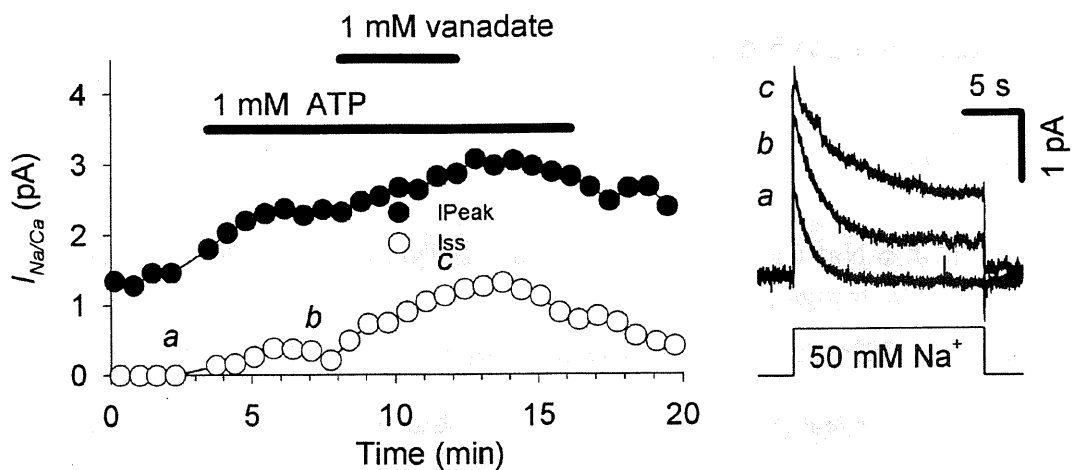 1 mM vanadate
1 mM ATP
4
3
2
1
0
I Na/Ca (pA)
IPeak
Iss
a
b
c
0
5
10
15
20
Time (min)
c
b
a
5 s
1 pA
50 mM Na⁺